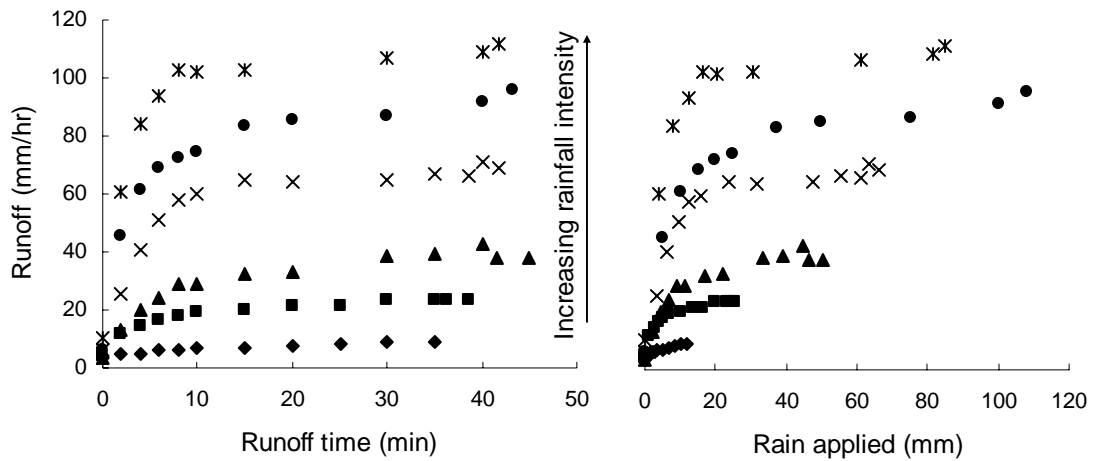 120
100
80
60
40
20
0
Runoff (mm/hr)
0 10 20 30 40 50
Runoff time (min)
Increasing rainfall intensity
0 20 40 60 80 100 120
Rain applied (mm)